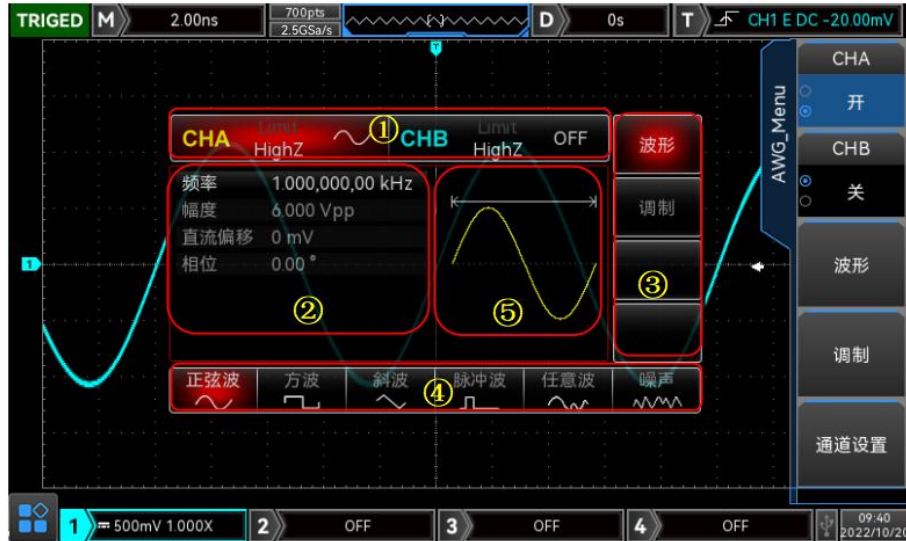 TRIGED M 2.00ns 700pts 2.5GSa/s D 0s T CH1 E DC -20.00mV
CHA
开
CHB
关
波形
调制
通道设置
AWG_Menu
CHA Limit HighZ ① CHB Limit HighZ OFF
频率 1.000,000,00 kHz
幅度 6.000 Vpp
直流偏移 0 mV
相位 0.00 °
②
⑤
波形
调制
③
正弦波 方波 斜波 ④ 脉冲波 任意波 噪声
T
1
1 500mV 1.000X 2 OFF 3 OFF 4 OFF 09:40